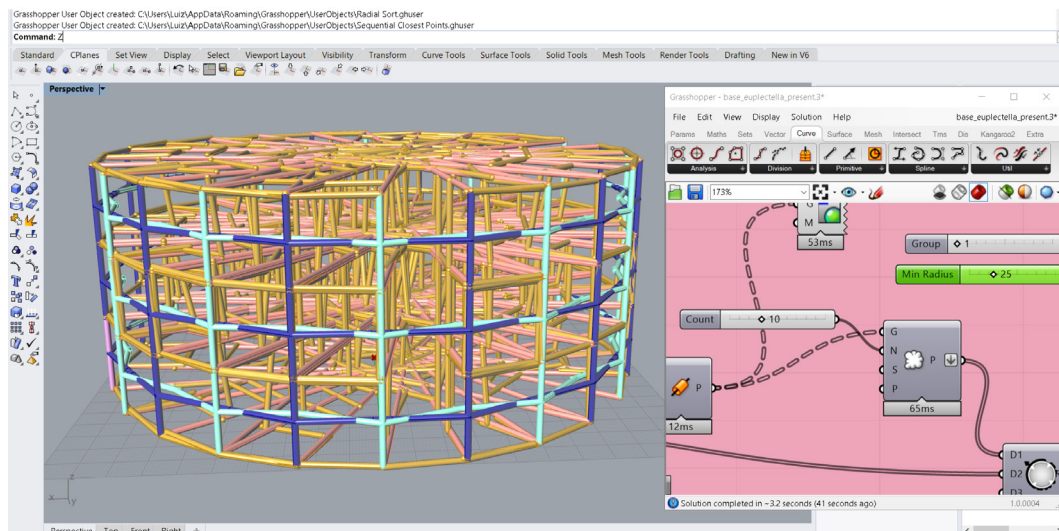 Grasshopper User Object created: C:\Users\Luiz\AppData\Roaming\Grasshopper\UserObjects\Radial Sort.ghuser
Grasshopper User Object created: C:\Users\Luiz\AppData\Roaming\Grasshopper\UserObjects\Sequential Closest Points.ghuser
Command: Z
Standard CPlanes Set View Display Select Viewport Layout Visibility Transform Curve Tools Surface Tools Solid Tools Mesh Tools Render Tools Drafting New in V6
Perspective
Grasshopper - base_euplectella_present.3*
File Edit View Display Solution Help base_euplectella_present.3*
Params Maths Sets Vector Curve Surface Mesh Intersect Trns Dis Kangaroo2 Extra
Analysis Division Primitive Spline Util
173%
G
M
53ms
Group 1
Min Radius 25
Count 10
G
N
S
P
P
65ms
P
12ms
D1
D2
D3
Solution completed in ~3.2 seconds (41 seconds ago) 1.0.0004
z
x y
Perspective Top Front Right